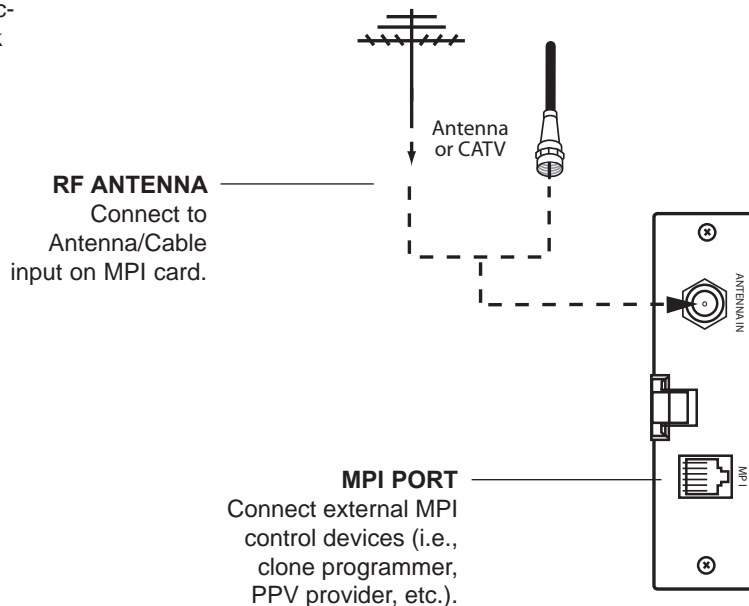 c-
k
Antenna
or CATV
RF ANTENNA
Connect to
Antenna/Cable
input on MPI card.
ANTENNA IN
MPI PORT
Connect external MPI
control devices (i.e.,
clone programmer,
PPV provider, etc.).
MPI